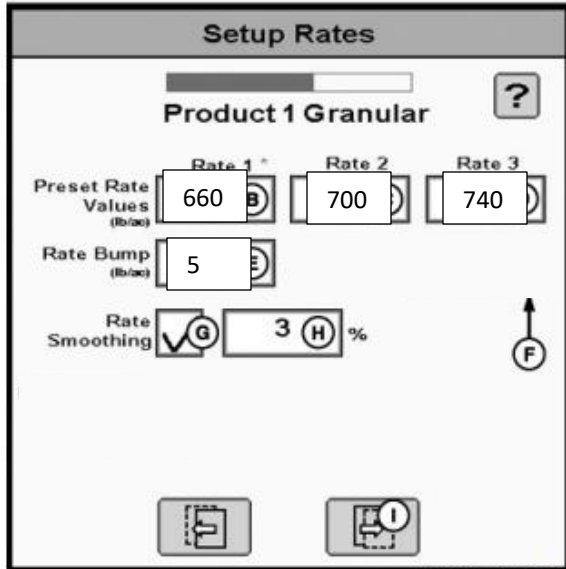 Setup Rates
?
Product 1 Granular
Rate 1 * Rate 2 Rate 3
Preset Rate
Values
(lb/ac)
660 B 700 740
Rate Bump
(lb/ac)
5 E
Rate
Smoothing
G 3 H %
F
I